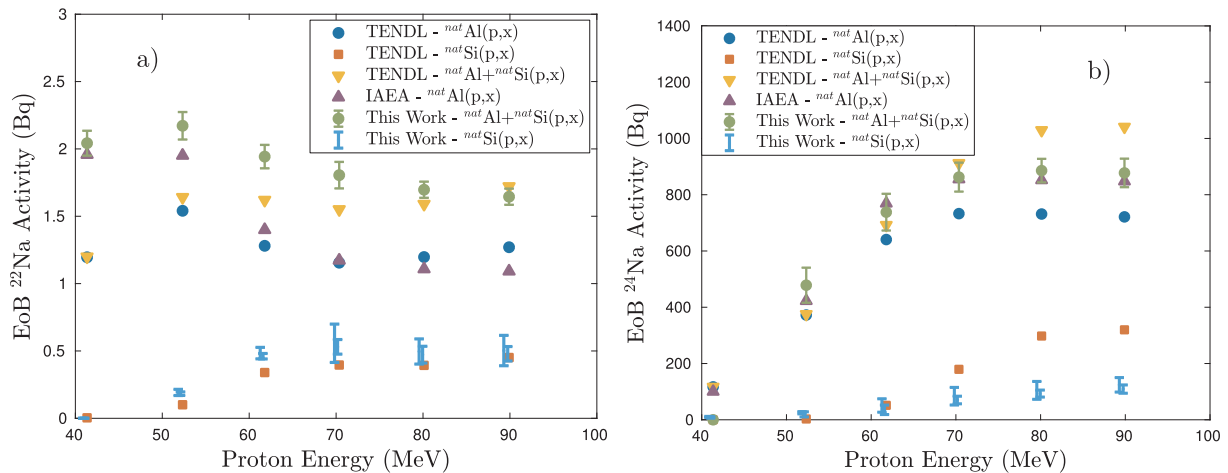 a)
TENDL - ⁿᵃᵗAl(p,x)
TENDL - ⁿᵃᵗSi(p,x)
TENDL - ⁿᵃᵗAl+ⁿᵃᵗSi(p,x)
IAEA - ⁿᵃᵗAl(p,x)
This Work - ⁿᵃᵗAl+ⁿᵃᵗSi(p,x)
This Work - ⁿᵃᵗSi(p,x)
EoB ²²Na Activity (Bq)
3
2.5
2
1.5
1
0.5
0
40 50 60 70 80 90 100
Proton Energy (MeV)
b)
TENDL - ⁿᵃᵗAl(p,x)
TENDL - ⁿᵃᵗSi(p,x)
TENDL - ⁿᵃᵗAl+ⁿᵃᵗSi(p,x)
IAEA - ⁿᵃᵗAl(p,x)
This Work - ⁿᵃᵗAl+ⁿᵃᵗSi(p,x)
This Work - ⁿᵃᵗSi(p,x)
EoB ²⁴Na Activity (Bq)
1400
1200
1000
800
600
400
200
0
40 50 60 70 80 90 100
Proton Energy (MeV)